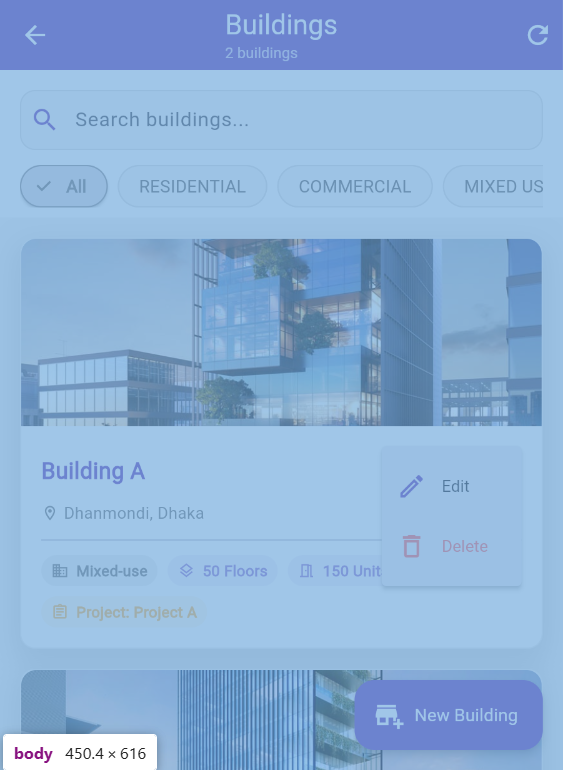 Buildings
2 buildings
Search buildings...
All RESIDENTIAL COMMERCIAL MIXED US
Building A
Dhanmondi, Dhaka
Edit
Delete
Mixed-use 50 Floors 150 Unit
Project: Project A
New Building
body 450.4 × 616